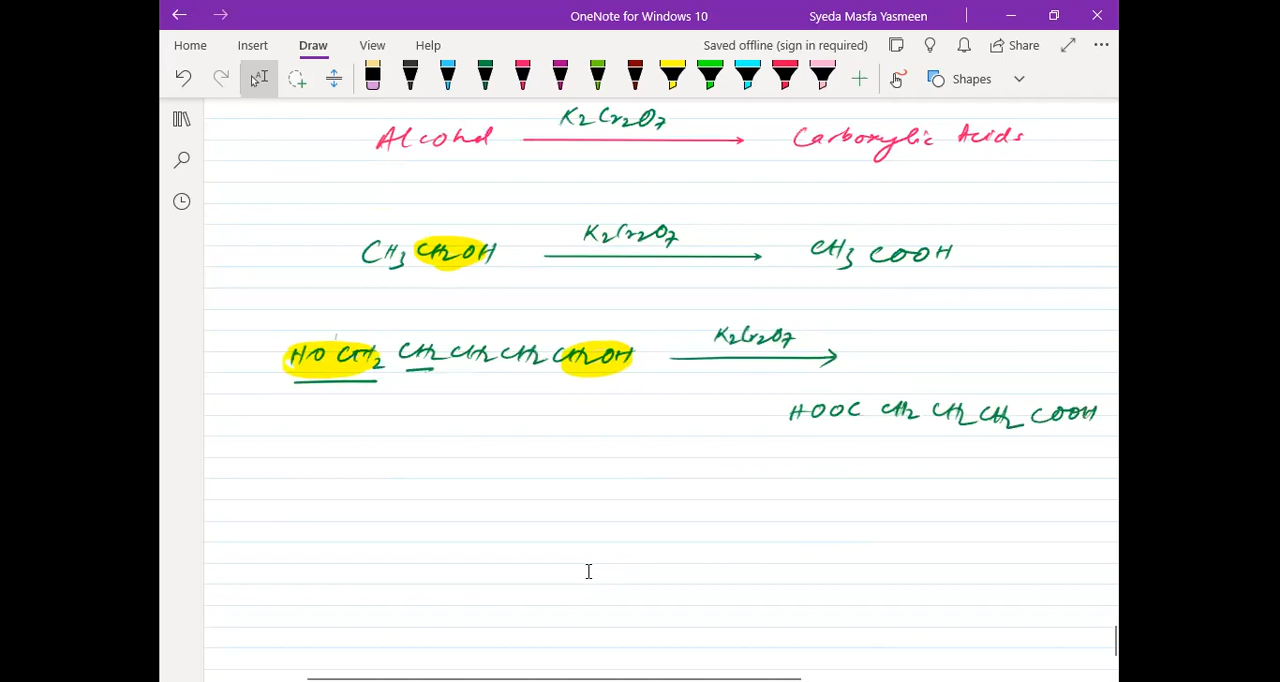 OneNote for Windows 10 Syeda Masfa Yasmeen
Home Insert Draw View Help Saved offline (sign in required) Share
Shapes
K2Cr2O7
Alcohol Carboxylic Acids
K2Cr2O7
CH3 CH2OH CH3 COOH
K2Cr2O7
HO CH2 CH2 CH2 CH2 CH2OH
HOOC CH2 CH2 CH2 COOH